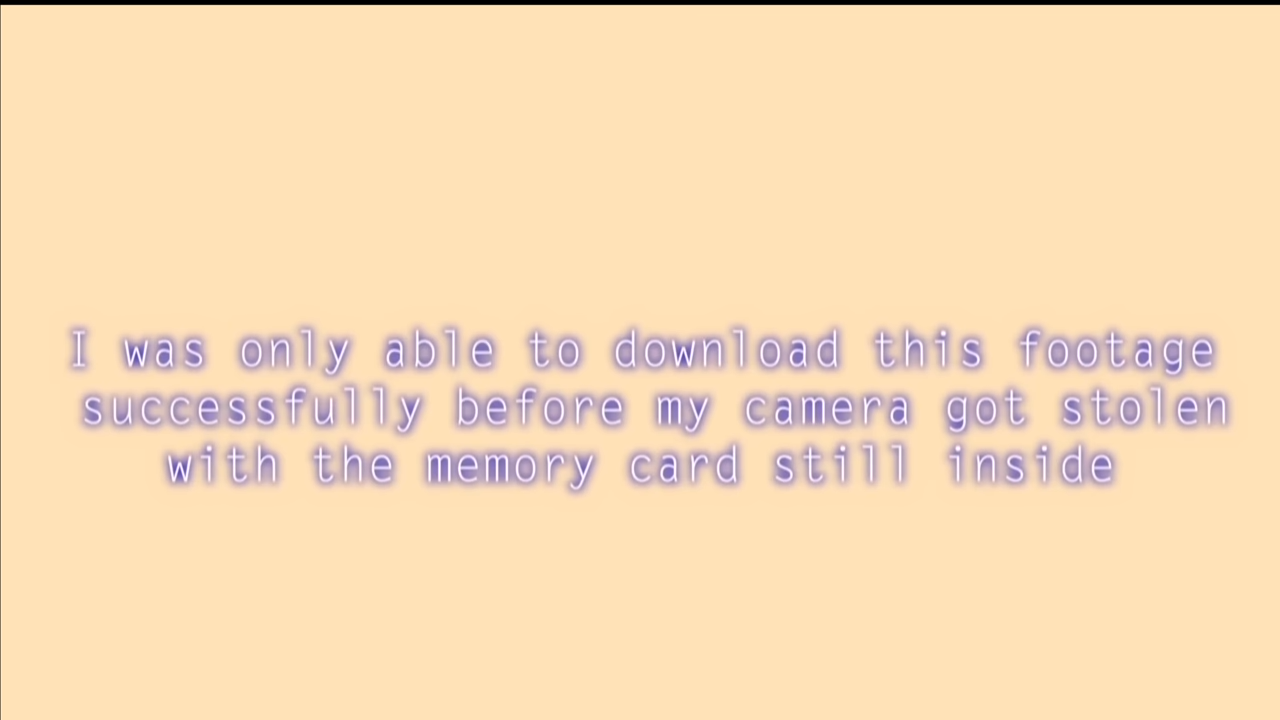 I was only able to download this footage
successfully before my camera got stolen
with the memory card still inside